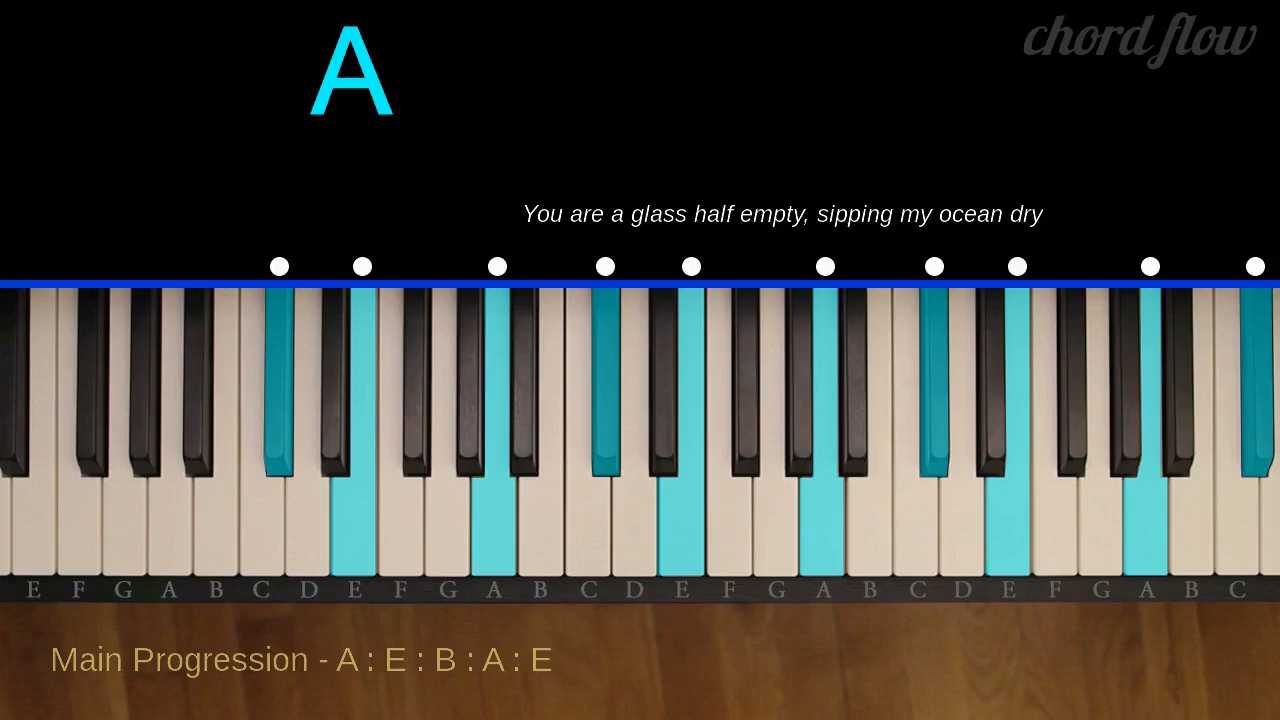 A
chord flow
You are a glass half empty, sipping my ocean dry
E F G A B C D E F G A B C D E F G A B C D E F G A B C
Main Progression - A : E : B : A : E